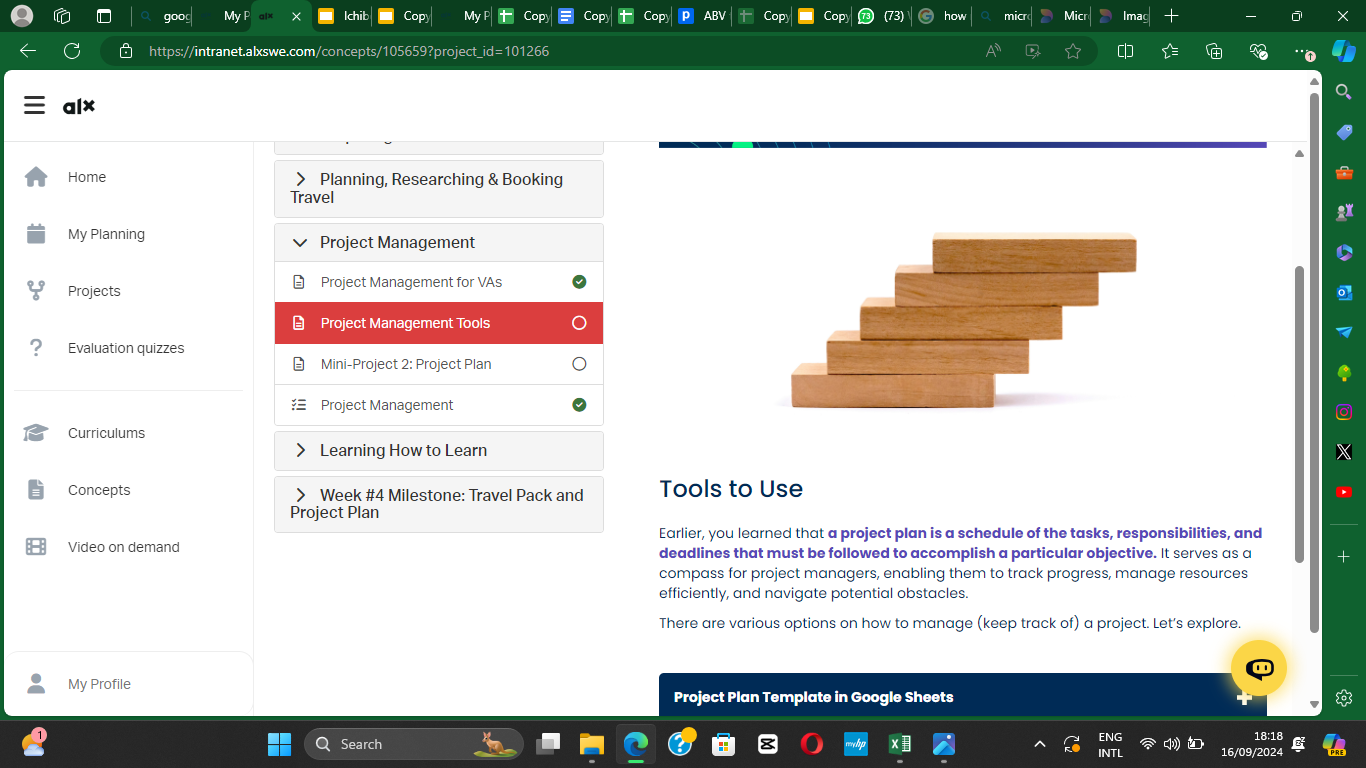 goog
My P
alx
Ichib
Copy
My P
Copy
Copy
Copy
ABV
Copy
Copy
(73) \
how
micro
Micr
Imag
https://intranet.alxswe.com/concepts/105659?project_id=101266
alx
Home
My Planning
Projects
Evaluation quizzes
Curriculums
Concepts
Video on demand
My Profile
Planning, Researching & Booking
Travel
Project Management
Project Management for VAs
Project Management Tools
Mini-Project 2: Project Plan
Project Management
Learning How to Learn
Week #4 Milestone: Travel Pack and
Project Plan
Tools to Use
Earlier, you learned that a project plan is a schedule of the tasks, responsibilities, and
deadlines that must be followed to accomplish a particular objective. It serves as a
compass for project managers, enabling them to track progress, manage resources
efficiently, and navigate potential obstacles.
There are various options on how to manage (keep track of) a project. Let's explore.
Project Plan Template in Google Sheets
1
Search
myhp
ENG
INTL
18:18
16/09/2024
PRE